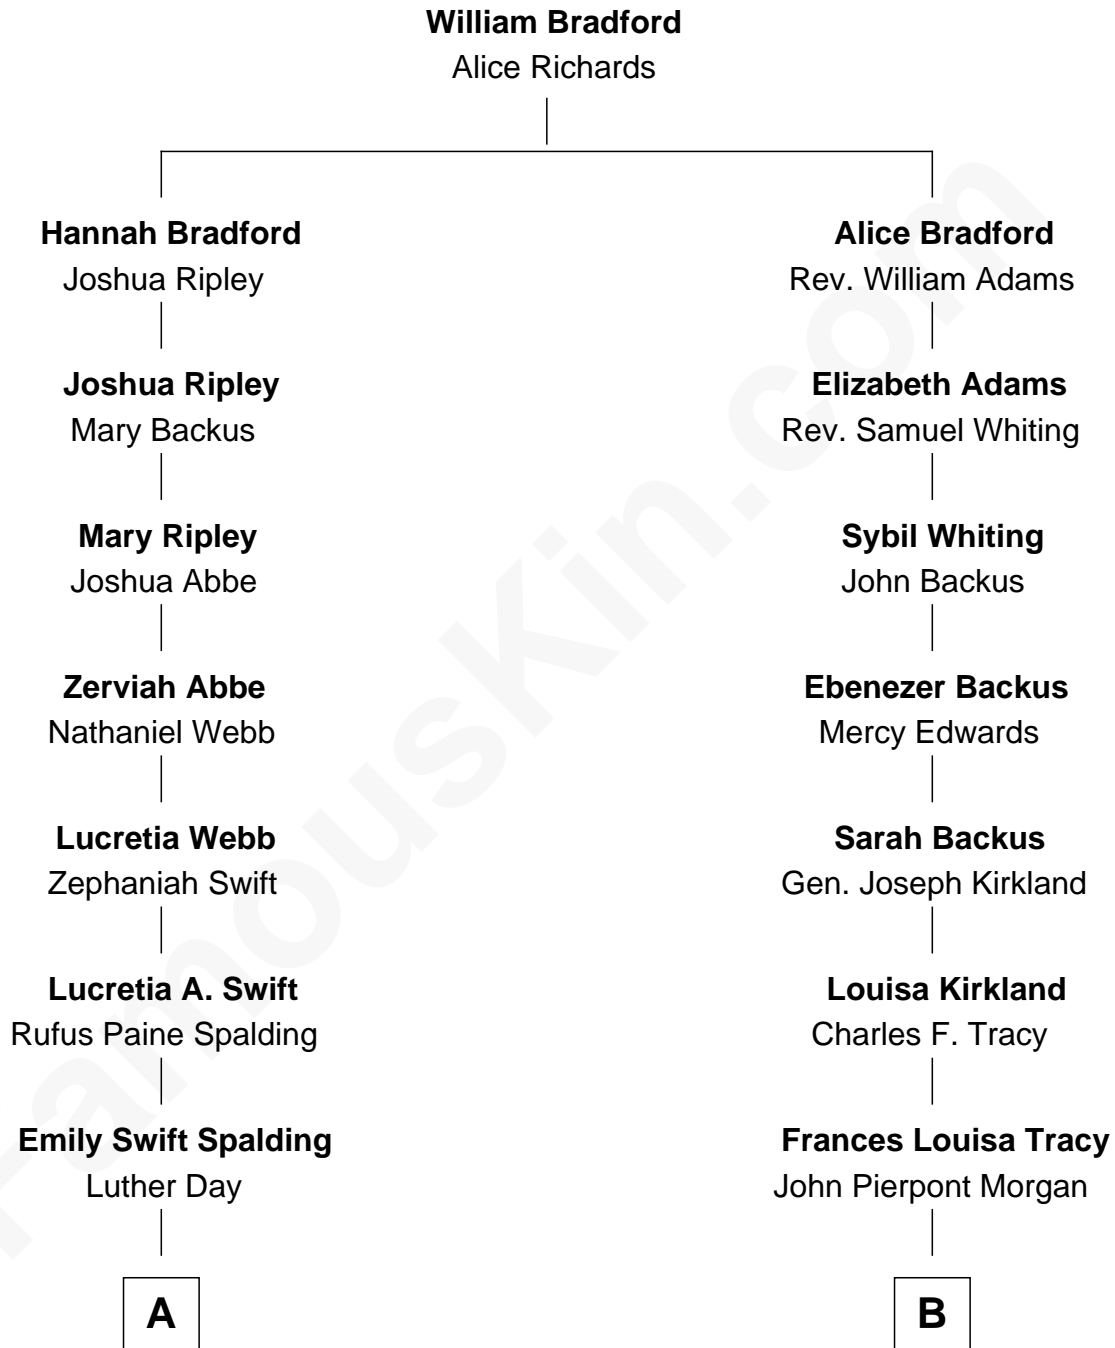 William Bradford
Alice Richards
Hannah Bradford
Joshua Ripley
Alice Bradford
Rev. William Adams
Joshua Ripley
Mary Backus
Elizabeth Adams
Rev. Samuel Whiting
Mary Ripley
Joshua Abbe
Sybil Whiting
John Backus
Zerviah Abbe
Nathaniel Webb
Ebenezer Backus
Mercy Edwards
Lucretia Webb
Zephaniah Swift
Sarah Backus
Gen. Joseph Kirkland
Lucretia A. Swift
Rufus Paine Spalding
Louisa Kirkland
Charles F. Tracy
Emily Swift Spalding
Luther Day
Frances Louisa Tracy
John Pierpont Morgan
A
B
FamousKin.com